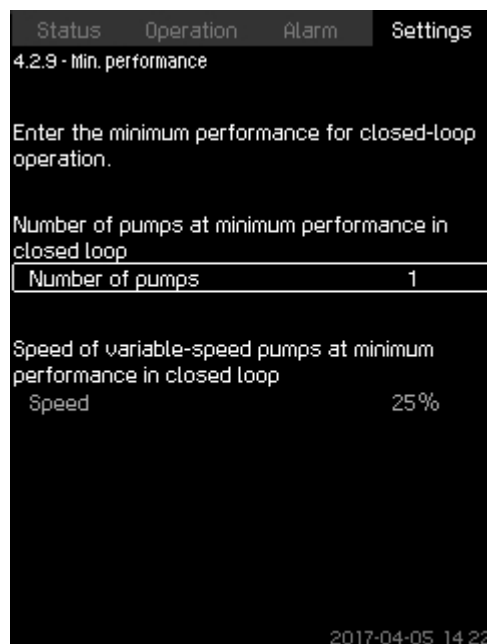 Status Operation Alarm Settings
4.2.9 - Min. performance
Enter the minimum performance for closed-loop
operation.
Number of pumps at minimum performance in
closed loop
Number of pumps 1
Speed of variable-speed pumps at minimum
performance in closed loop
Speed 25%
2017-04-05 14:22